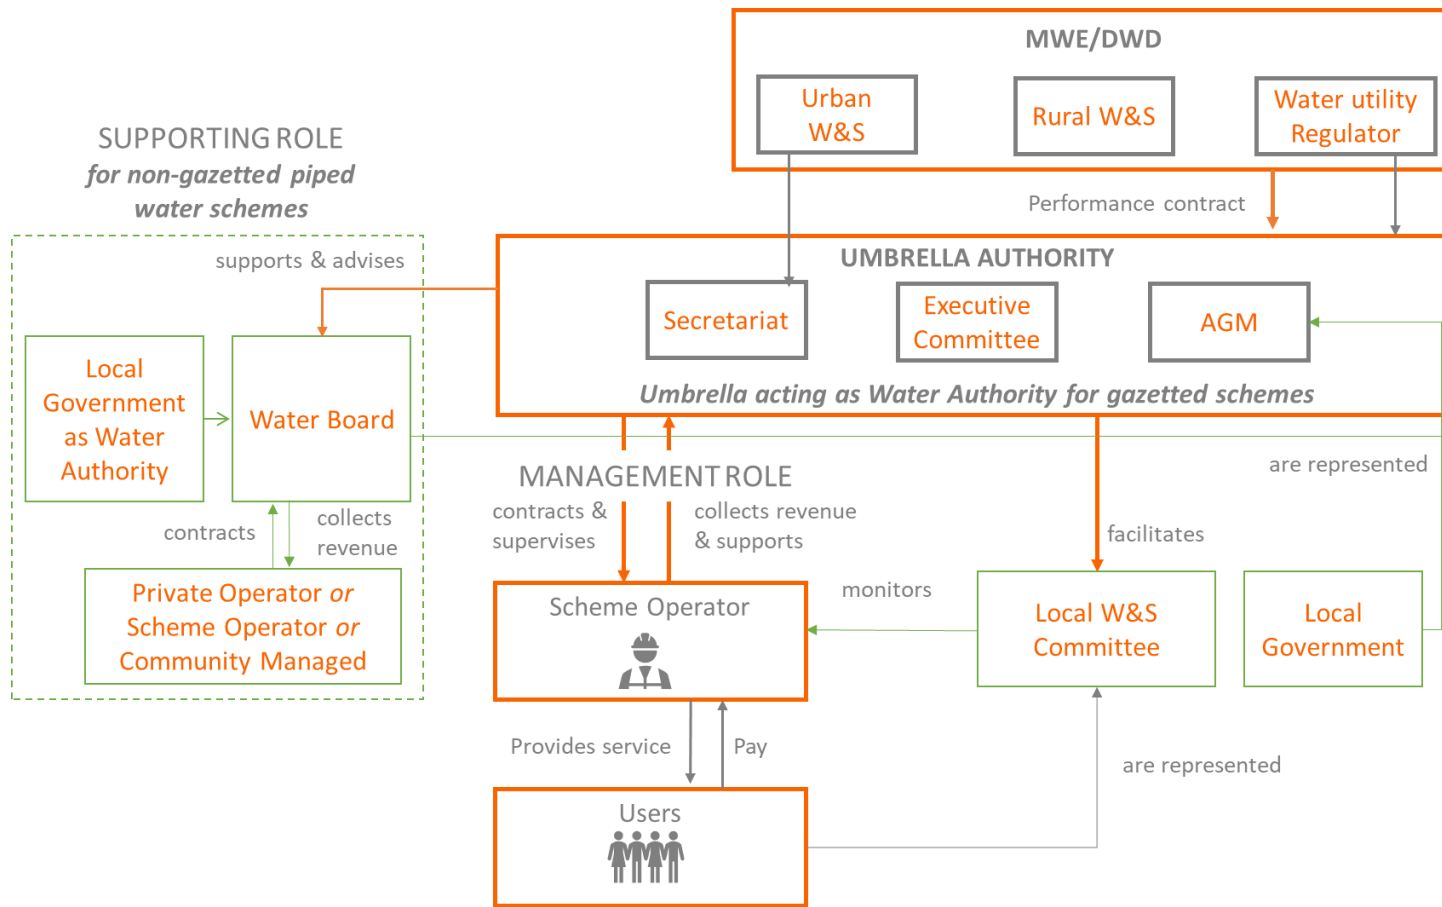 MWE/DWD
Urban
W&S
Rural W&S
Water utility
Regulator
SUPPORTING ROLE
for non-gazetted piped
water schemes
Performance contract
supports & advises
UMBRELLA AUTHORITY
Secretariat
Executive
Committee
AGM
Umbrella acting as Water Authority for gazetted schemes
Local
Government
as Water
Authority
Water Board
contracts
collects
revenue
Private Operator or
Scheme Operator or
Community Managed
MANAGEMENT ROLE
contracts &
supervises
collects revenue
& supports
are represented
facilitates
monitors
Scheme Operator
Local W&S
Committee
Local
Government
Provides service
Pay
are represented
Users